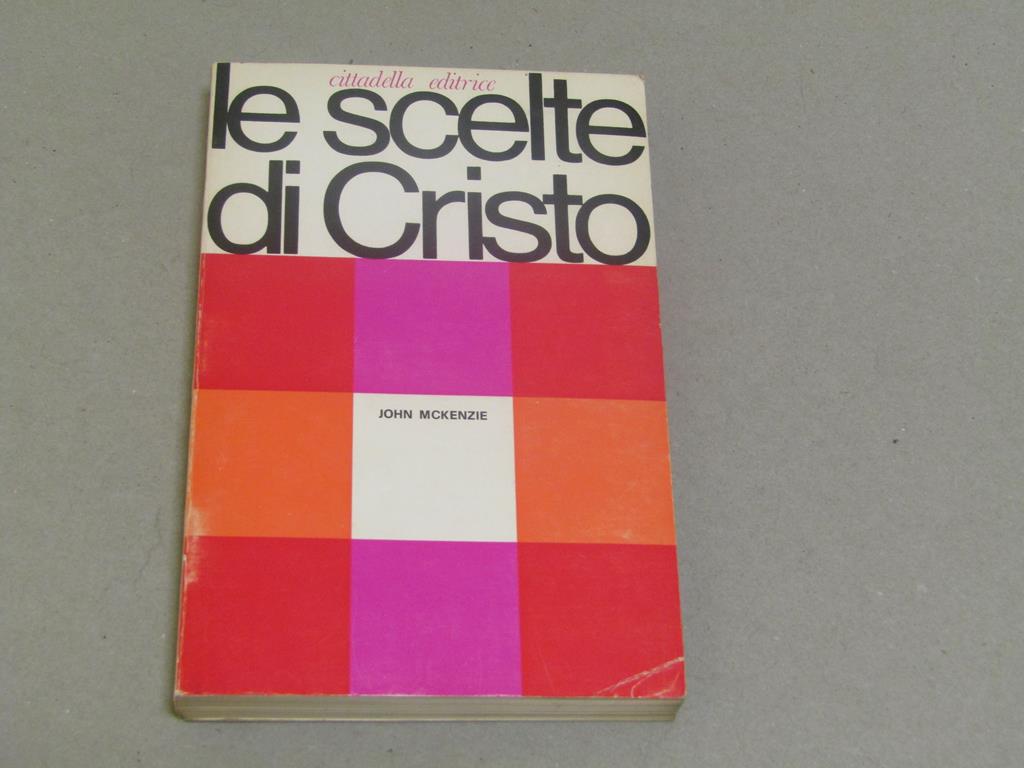 cittadella editrice
le scelte
di Cristo
JOHN MCKENZIE